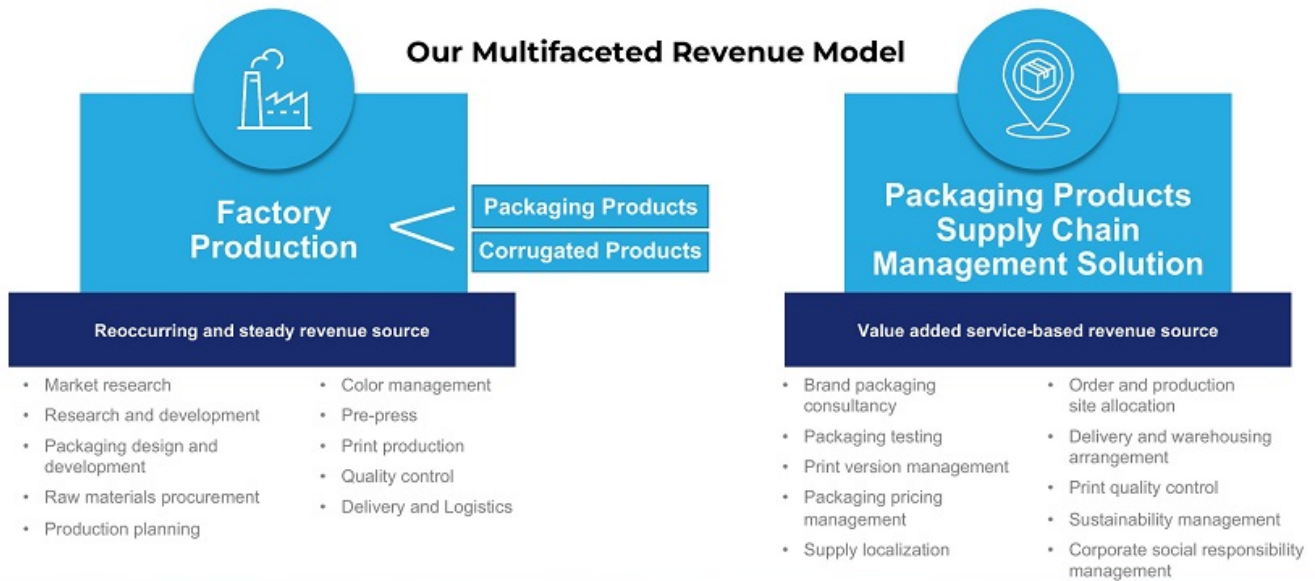 Our Multifaceted Revenue Model
Factory
Production
Packaging Products
Corrugated Products
Reoccurring and steady revenue source
• Market research
• Research and development
• Packaging design and
development
• Raw materials procurement
• Production planning
• Color management
• Pre-press
• Print production
• Quality control
• Delivery and Logistics
Packaging Products
Supply Chain
Management Solution
Value added service-based revenue source
• Brand packaging
consultancy
• Packaging testing
• Print version management
• Packaging pricing
management
• Supply localization
• Order and production
site allocation
• Delivery and warehousing
arrangement
• Print quality control
• Sustainability management
• Corporate social responsibility
management